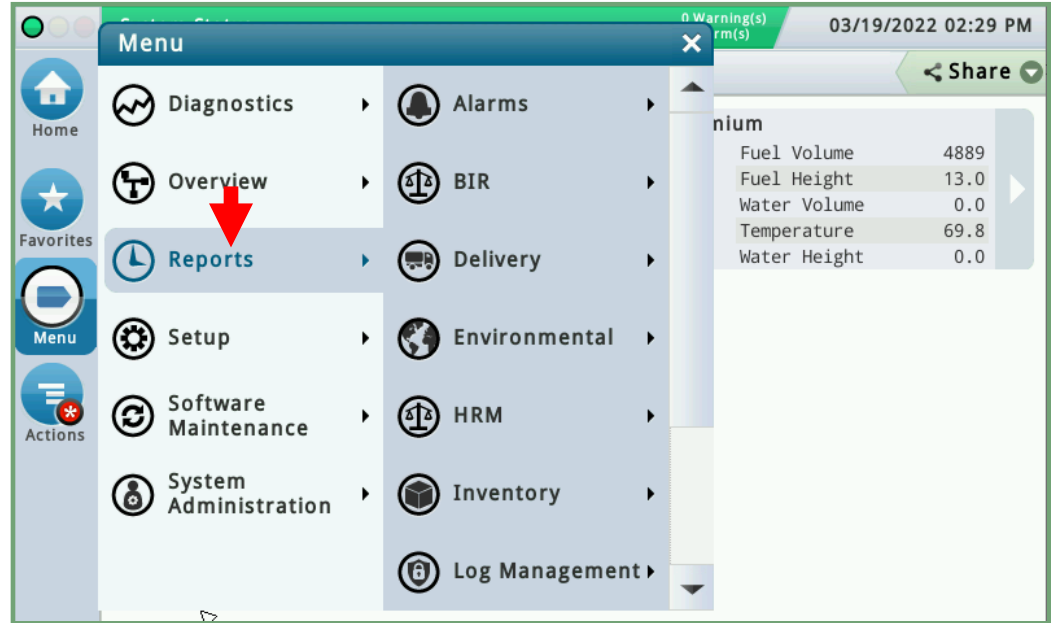 0 Warning(s)
03/19/2022 02:29 PM
Menu
Share
Home
Favorites
Menu
Actions
Diagnostics
Overview
Reports
Setup
Software
Maintenance
System
Administration
Alarms
BIR
Delivery
Environmental
HRM
Inventory
Log Management
Fuel Volume 4889
Fuel Height 13.0
Water Volume 0.0
Temperature 69.8
Water Height 0.0